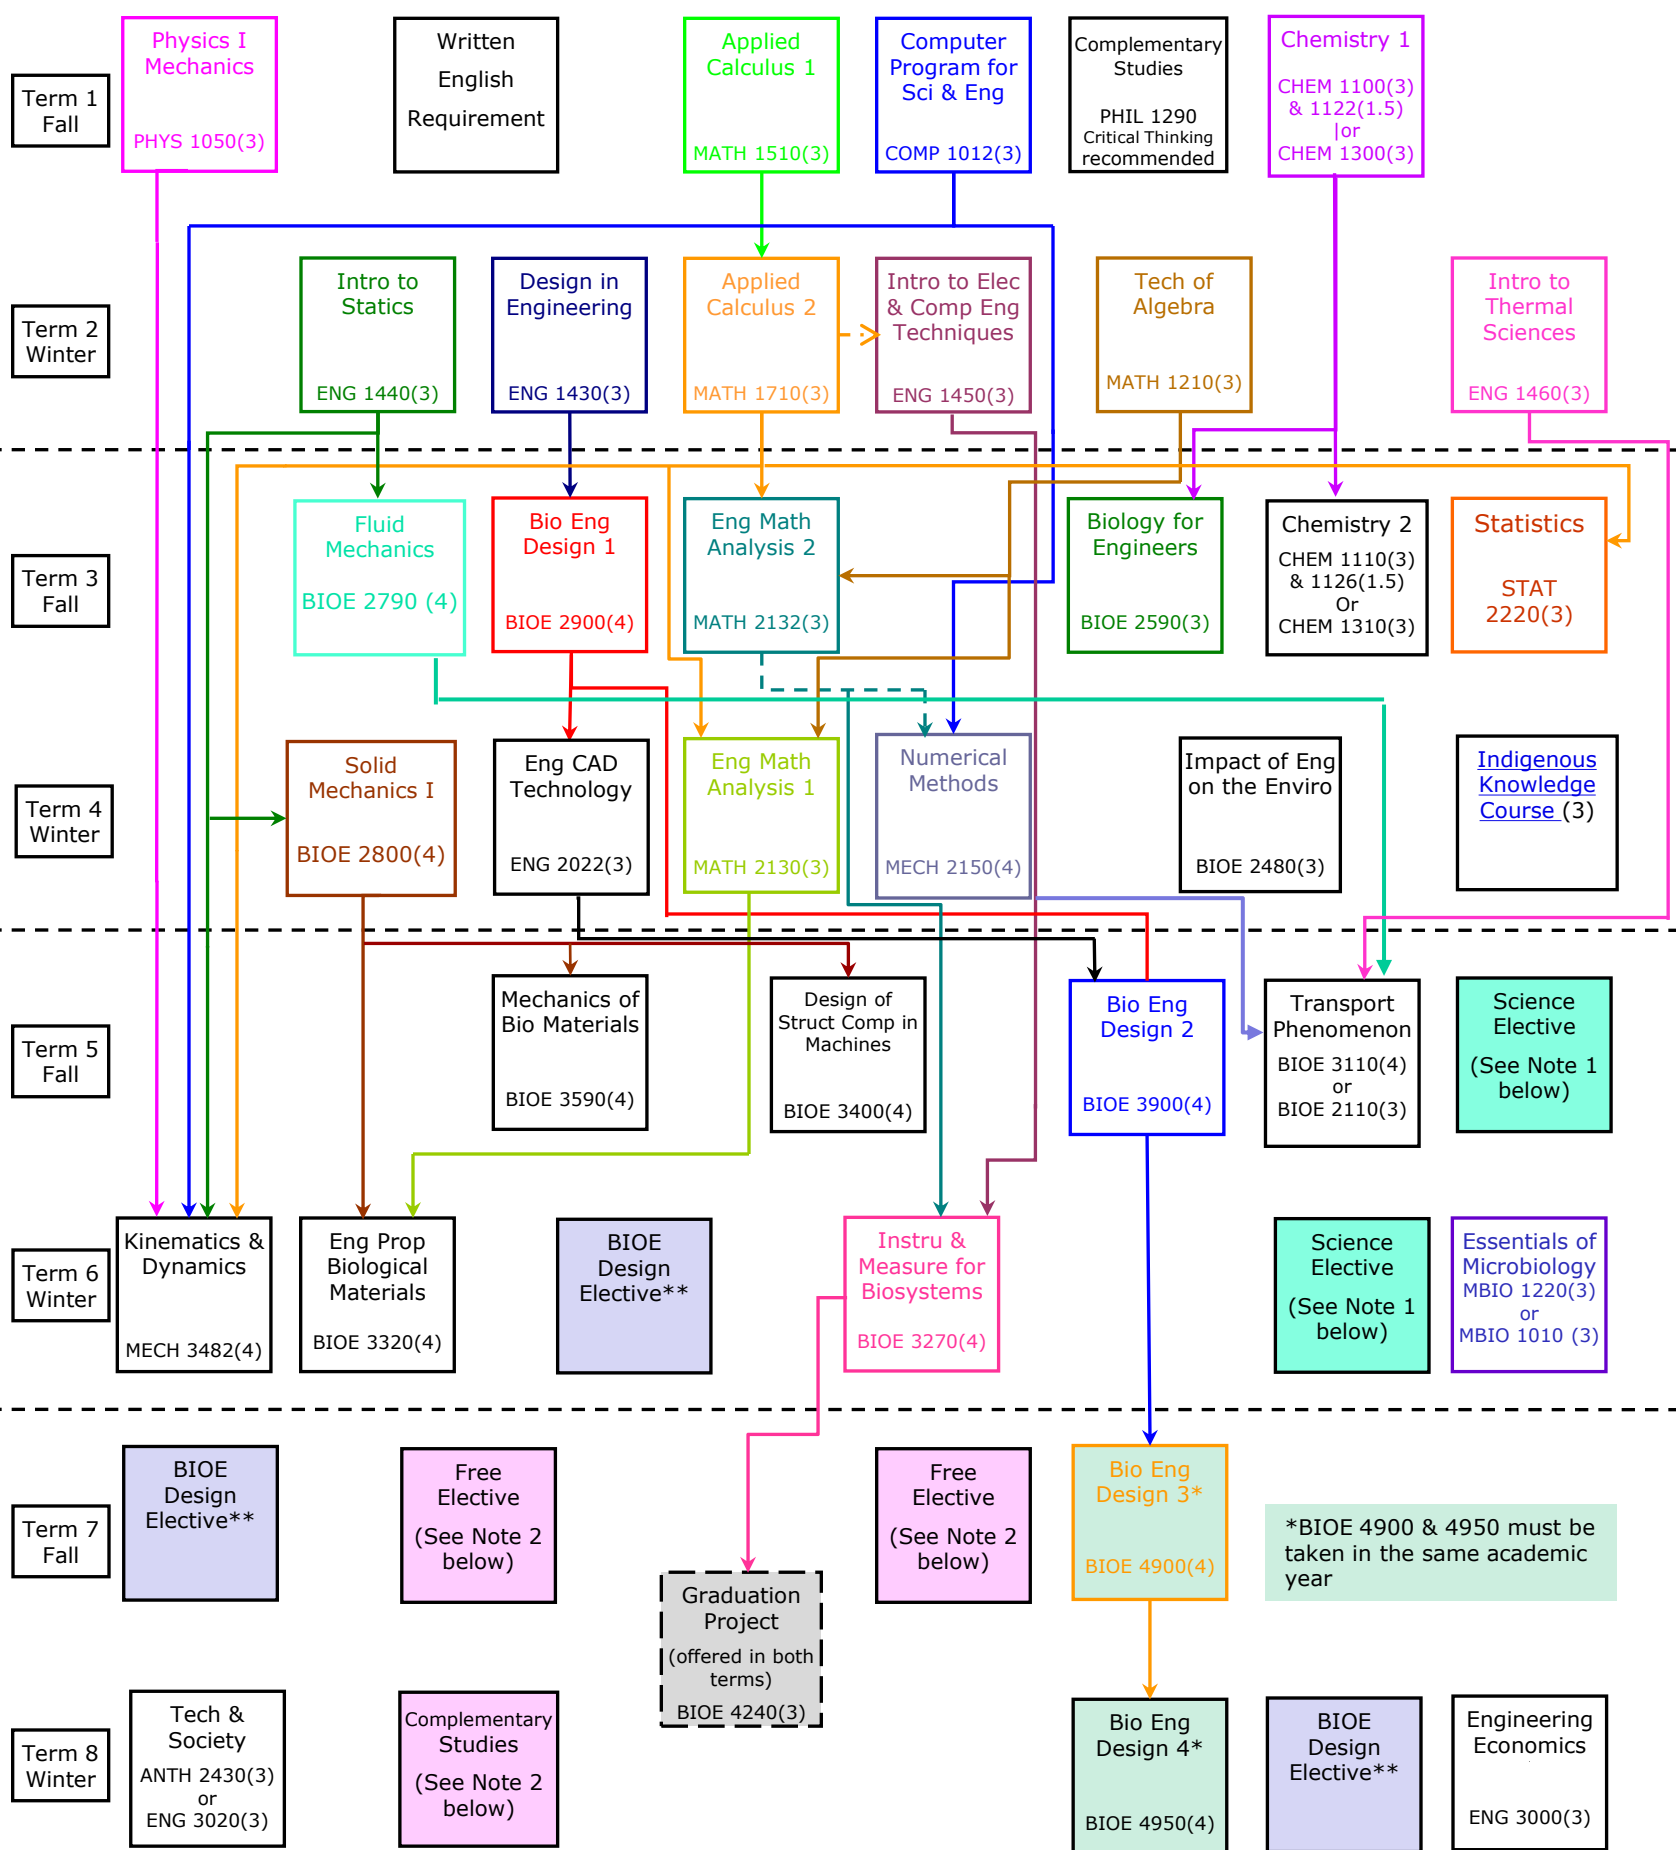 Term 1
Fall
Physics I
Mechanics
PHYS 1050(3)
Written
English
Requirement
Applied
Calculus 1
MATH 1510(3)
Computer
Program for
Sci & Eng
COMP 1012(3)
Complementary
Studies
PHIL 1290
Critical Thinking
recommended
Chemistry 1
CHEM 1100(3)
& 1122(1.5)
|or
CHEM 1300(3)
Term 2
Winter
Intro to
Statics
ENG 1440(3)
Design in
Engineering
ENG 1430(3)
Applied
Calculus 2
MATH 1710(3)
Intro to Elec
& Comp Eng
Techniques
ENG 1450(3)
Tech of
Algebra
MATH 1210(3)
Intro to
Thermal
Sciences
ENG 1460(3)
Term 3
Fall
Fluid
Mechanics
BIOE 2790 (4)
Bio Eng
Design 1
BIOE 2900(4)
Eng Math
Analysis 2
MATH 2132(3)
Biology for
Engineers
BIOE 2590(3)
Chemistry 2
CHEM 1110(3)
& 1126(1.5)
Or
CHEM 1310(3)
Statistics
STAT
2220(3)
Term 4
Winter
Solid
Mechanics I
BIOE 2800(4)
Eng CAD
Technology
ENG 2022(3)
Eng Math
Analysis 1
MATH 2130(3)
Numerical
Methods
MECH 2150(4)
Impact of Eng
on the Enviro
BIOE 2480(3)
Indigenous
Knowledge
Course (3)
Term 5
Fall
Mechanics of
Bio Materials
BIOE 3590(4)
Design of
Struct Comp in
Machines
BIOE 3400(4)
Bio Eng
Design 2
BIOE 3900(4)
Transport
Phenomenon
BIOE 3110(4)
or
BIOE 2110(3)
Science
Elective
(See Note 1
below)
Term 6
Winter
Kinematics &
Dynamics
MECH 3482(4)
Eng Prop
Biological
Materials
BIOE 3320(4)
BIOE
Design
Elective**
Instru &
Measure for
Biosystems
BIOE 3270(4)
Science
Elective
(See Note 1
below)
Essentials of
Microbiology
MBIO 1220(3)
or
MBIO 1010 (3)
Term 7
Fall
BIOE
Design
Elective**
Free
Elective
(See Note 2
below)
Graduation
Project
(offered in both
terms)
BIOE 4240(3)
Free
Elective
(See Note 2
below)
Bio Eng
Design 3*
BIOE 4900(4)
*BIOE 4900 & 4950 must be
taken in the same academic
year
Term 8
Winter
Tech &
Society
ANTH 2430(3)
or
ENG 3020(3)
Complementary
Studies
(See Note 2
below)
Bio Eng
Design 4*
BIOE 4950(4)
BIOE
Design
Elective**
Engineering
Economics
ENG 3000(3)